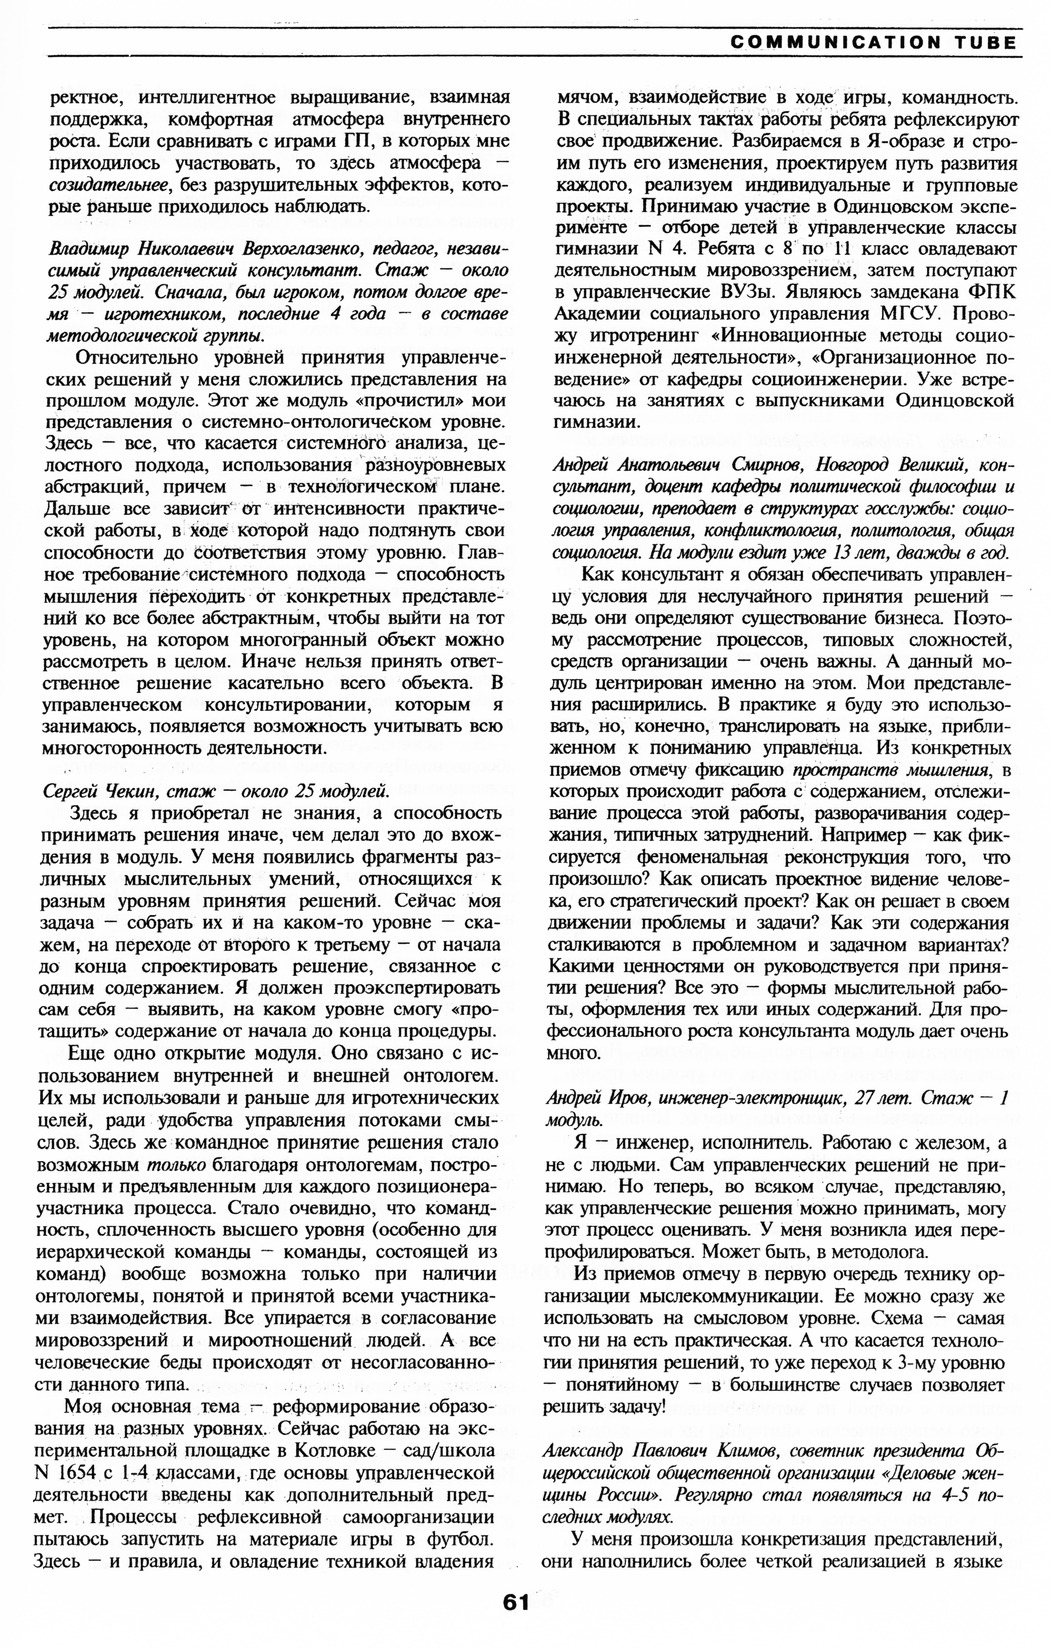 COMMUNICATION TUBE
ректное, интеллигентное выращивание, взаимная
поддержка, комфортная атмосфера внутреннего
роста. Если сравнивать с играми ГП, в которых мне
приходилось участвовать, то здесь атмосфера —
созидательнее, без разрушительных эффектов, кото-
рые раньше приходилось наблюдать.
Владимир Николаевич Верхоглазенко, педагог, незави-
симый управленческий консультант. Стаж — около
25 модулей. Сначала, был игроком, потом долгое вре-
мя — игротехником, последние 4 года — в составе
методологической группы.
Относительно уровней принятия управленче-
ских решений у меня сложились представления на
прошлом модуле. Этот же модуль «прочистил» мои
представления о системно-онтологическом уровне.
Здесь — все, что касается системного анализа, це-
лостного подхода, использования разноуровневых
абстракций, причем — в технологическом плане.
Дальше все зависит от интенсивности практиче-
ской работы, в ходе которой надо подтянуть свои
способности до соответствия этому уровню. Глав-
ное требование системного подхода — способность
мышления переходить от конкретных представле-
ний ко все более абстрактным, чтобы выйти на тот
уровень, на котором многогранный объект можно
рассмотреть в целом. Иначе нельзя принять ответ-
ственное решение касательно всего объекта. В
управленческом консультировании, которым я
занимаюсь, появляется возможность учитывать всю
многосторонность деятельности.
Сергей Чекин, стаж — около 25 модулей.
Здесь я приобретал не знания, а способность
принимать решения иначе, чем делал это до вхож-
дения в модуль. У меня появились фрагменты раз-
личных мыслительных умений, относящихся к
разным уровням принятия решений. Сейчас моя
задача — собрать их и на каком-то уровне — ска-
жем, на переходе от второго к третьему — от начала
до конца спроектировать решение, связанное с
одним содержанием. Я должен проэкспертировать
сам себя — выявить, на каком уровне смогу «про-
тащить» содержание от начала до конца процедуры.
Еще одно открытие модуля. Оно связано с ис-
пользованием внутренней и внешней онтологем.
Их мы использовали и раньше для игротехнических
целей, ради удобства управления потоками смы-
слов. Здесь же командное принятие решения стало
возможным только благодаря онтологемам, постро-
енным и предъявленным для каждого позиционера-
участника процесса. Стало очевидно, что команд-
ность, сплоченность высшего уровня (особенно для
иерархической команды — команды, состоящей из
команд) вообще возможна только при наличии
онтологемы, понятой и принятой всеми участника-
ми взаимодействия. Все упирается в согласование
мировоззрений и мироотношений людей. А все
человеческие беды происходят от несогласованно-
сти данного типа.
Моя основная тема — реформирование образо-
вания на разных уровнях. Сейчас работаю на экс-
периментальной площадке в Котловке — сад/школа
N 1654 с 1-4 классами, где основы управленческой
деятельности введены как дополнительный пред-
мет. Процессы рефлексивной самоорганизации
пытаюсь запустить на материале игры в футбол.
Здесь — и правила, и овладение техникой владения
мячом, взаимодействие в ходе игры, командность.
В специальных тактах работы ребята рефлексируют
свое продвижение. Разбираемся в Я-образе и стро-
им путь его изменения, проектируем путь развития
каждого, реализуем индивидуальные и групповые
проекты. Принимаю участие в Одинцовском экспе-
рименте — отборе детей в управленческие классы
гимназии N 4. Ребята с 8 по 11 класс овладевают
деятельностным мировоззрением, затем поступают
в управленческие ВУЗы. Являюсь замдекана ФПК
Академии социального управления МГСУ. Прово-
жу игротренинг «Инновационные методы социо-
инженерной деятельности», «Организационное по-
ведение» от кафедры социоинженерии. Уже встре-
чаюсь на занятиях с выпускниками Одинцовской
гимназии.
Андрей Анатольевич Смирнов, Новгород Великий, кон-
сультант, доцент кафедры политической философии и
социологии, преподает в структурах госслужбы: социо-
логия управления, конфликтология, политология, общая
социология. На модули ездит уже 13 лет, дважды в год.
Как консультант я обязан обеспечивать управлен-
цу условия для неслучайного принятия решений —
ведь они определяют существование бизнеса. Поэто-
му рассмотрение процессов, типовых сложностей,
средств организации — очень важны. А данный мо-
дуль центрирован именно на этом. Мои представле-
ния расширились. В практике я буду это использо-
вать, но, конечно, транслировать на языке, прибли-
женном к пониманию управленца. Из конкретных
приемов отмечу фиксацию пространств мышления, в
которых происходит работа с содержанием, отслежи-
вание процесса этой работы, разворачивания содер-
жания, типичных затруднений. Например — как фик-
сируется феноменальная реконструкция того, что
произошло? Как описать проектное видение челове-
ка, его стратегический проект? Как он решает в своем
движении проблемы и задачи? Как эти содержания
сталкиваются в проблемном и задачном вариантах?
Какими ценностями он руководствуется при приня-
тии решения? Все это — формы мыслительной рабо-
ты, оформления тех или иных содержаний. Для про-
фессионального роста консультанта модуль дает очень
много.
Андрей Иров, инженер-электронщик, 27 лет. Стаж — 1
модуль.
Я — инженер, исполнитель. Работаю с железом, а
не с людьми. Сам управленческих решений не при-
нимаю. Но теперь, во всяком случае, представляю,
как управленческие решения можно принимать, могу
этот процесс оценивать. У меня возникла идея пере-
профилироваться. Может быть, в методолога.
Из приемов отмечу в первую очередь технику ор-
ганизации мыслекоммуникации. Ее можно сразу же
использовать на смысловом уровне. Схема — самая
что ни на есть практическая. А что касается техноло-
гии принятия решений, то уже переход к 3-му уровню
— понятийному — в большинстве случаев позволяет
решить задачу!
Александр Павлович Климов, советник президента Об-
щероссийской общественной организации «Деловые жен-
щины России». Регулярно стал появляться на 4-5 по-
следних модулях.
У меня произошла конкретизация представлений,
они наполнились более четкой реализацией в языке
61